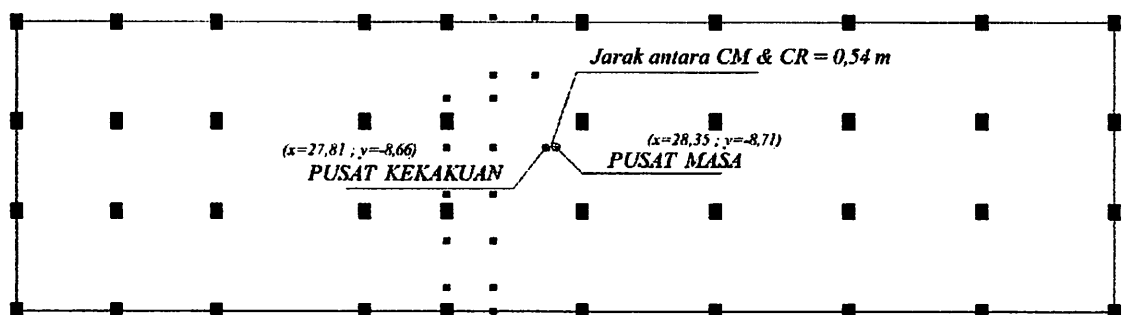 Jarak antara CM & CR = 0,54 m
(x=27,81 ; y=-8,66)
PUSAT KEKAKUAN
(x=28,35 ; y=-8,71)
PUSAT MASA